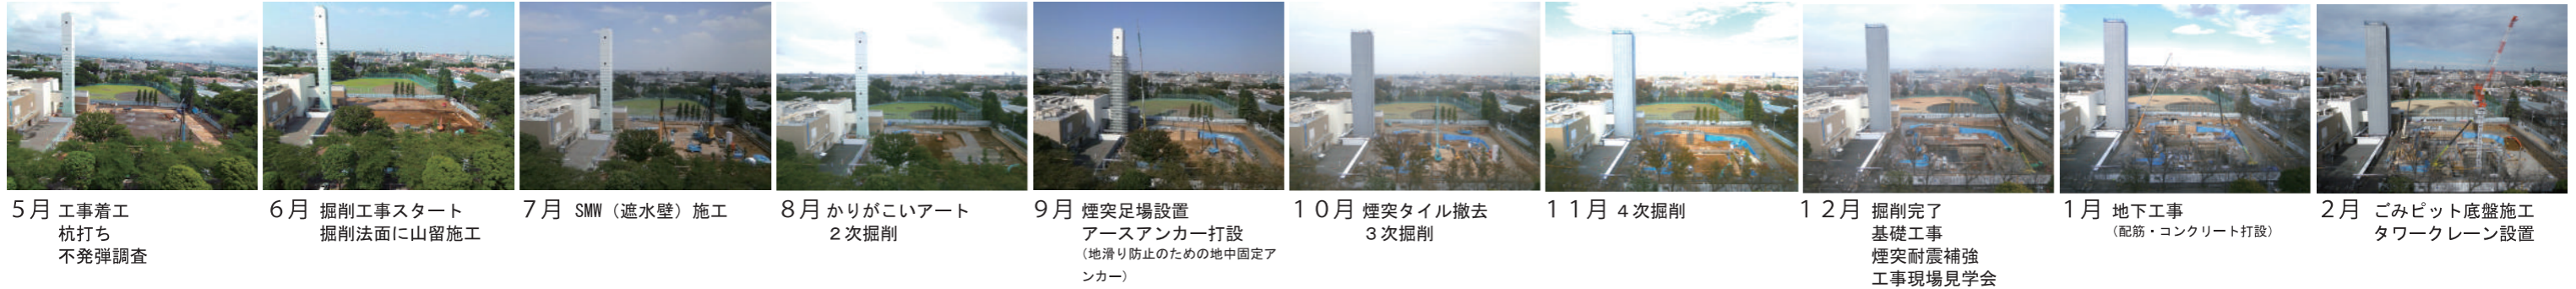 ５月 工事着工
杭打ち
不発弾調査
６月 掘削工事スタート
掘削法面に山留施工
７月 SMW（遮水壁）施工
８月 かりがこいアート
２次掘削
９月 煙突足場設置
アースアンカー打設
（地滑り防止のための地中固定ア
ンカー）
１０月 煙突タイル撤去
３次掘削
１１月 ４次掘削
１２月 掘削完了
基礎工事
煙突耐震補強
工事現場見学会
１月 地下工事
（配筋・コンクリート打設）
２月 ごみピット底盤施工
タワークレーン設置